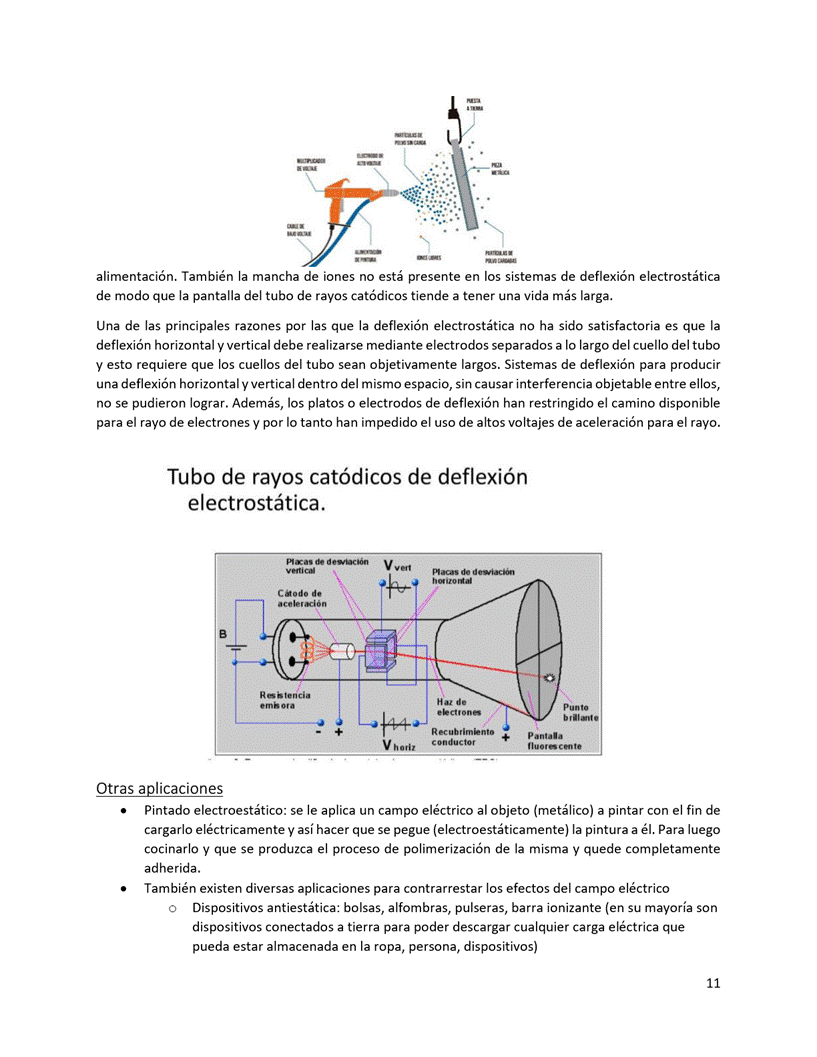 PUESTA
A TIERRA
PARTÍCULAS DE
POLVO SIN CARGA
ELECTRODO DE
ALTO VOLTAJE
MULTIPLICADOR
DE VOLTAJE
PIEZA
METÁLICA
CABLE DE
BAJO VOLTAJE
ALIMENTACIÓN
DE PINTURA
IONES LIBRES
PARTÍCULAS DE
POLVO CARGADAS
alimentación. También la mancha de iones no está presente en los sistemas de deflexión electrostática
de modo que la pantalla del tubo de rayos catódicos tiende a tener una vida más larga.
Una de las principales razones por las que la deflexión electrostática no ha sido satisfactoria es que la
deflexión horizontal y vertical debe realizarse mediante electrodos separados a lo largo del cuello del tubo
y esto requiere que los cuellos del tubo sean objetivamente largos. Sistemas de deflexión para producir
una deflexión horizontal y vertical dentro del mismo espacio, sin causar interferencia objetable entre ellos,
no se pudieron lograr. Además, los platos o electrodos de deflexión han restringido el camino disponible
para el rayo de electrones y por lo tanto han impedido el uso de altos voltajes de aceleración para el rayo.
Tubo de rayos catódicos de deflexión
electrostática.
Placas de desviación
vertical
V vert
Placas de desviación
horizontal
Cátodo de
aceleración
B
Resistencia
emisora
- +
V horiz
Haz de
electrones
Recubrimiento
conductor
+
Pantalla
fluorescente
Punto
brillante
Otras aplicaciones
• Pintado electroestático: se le aplica un campo eléctrico al objeto (metálico) a pintar con el fin de
cargarlo eléctricamente y así hacer que se pegue (electroestáticamente) la pintura a él. Para luego
cocinarlo y que se produzca el proceso de polimerización de la misma y quede completamente
adherida.
• También existen diversas aplicaciones para contrarrestar los efectos del campo eléctrico
o Dispositivos antiestática: bolsas, alfombras, pulseras, barra ionizante (en su mayoría son
dispositivos conectados a tierra para poder descargar cualquier carga eléctrica que
pueda estar almacenada en la ropa, persona, dispositivos)
11